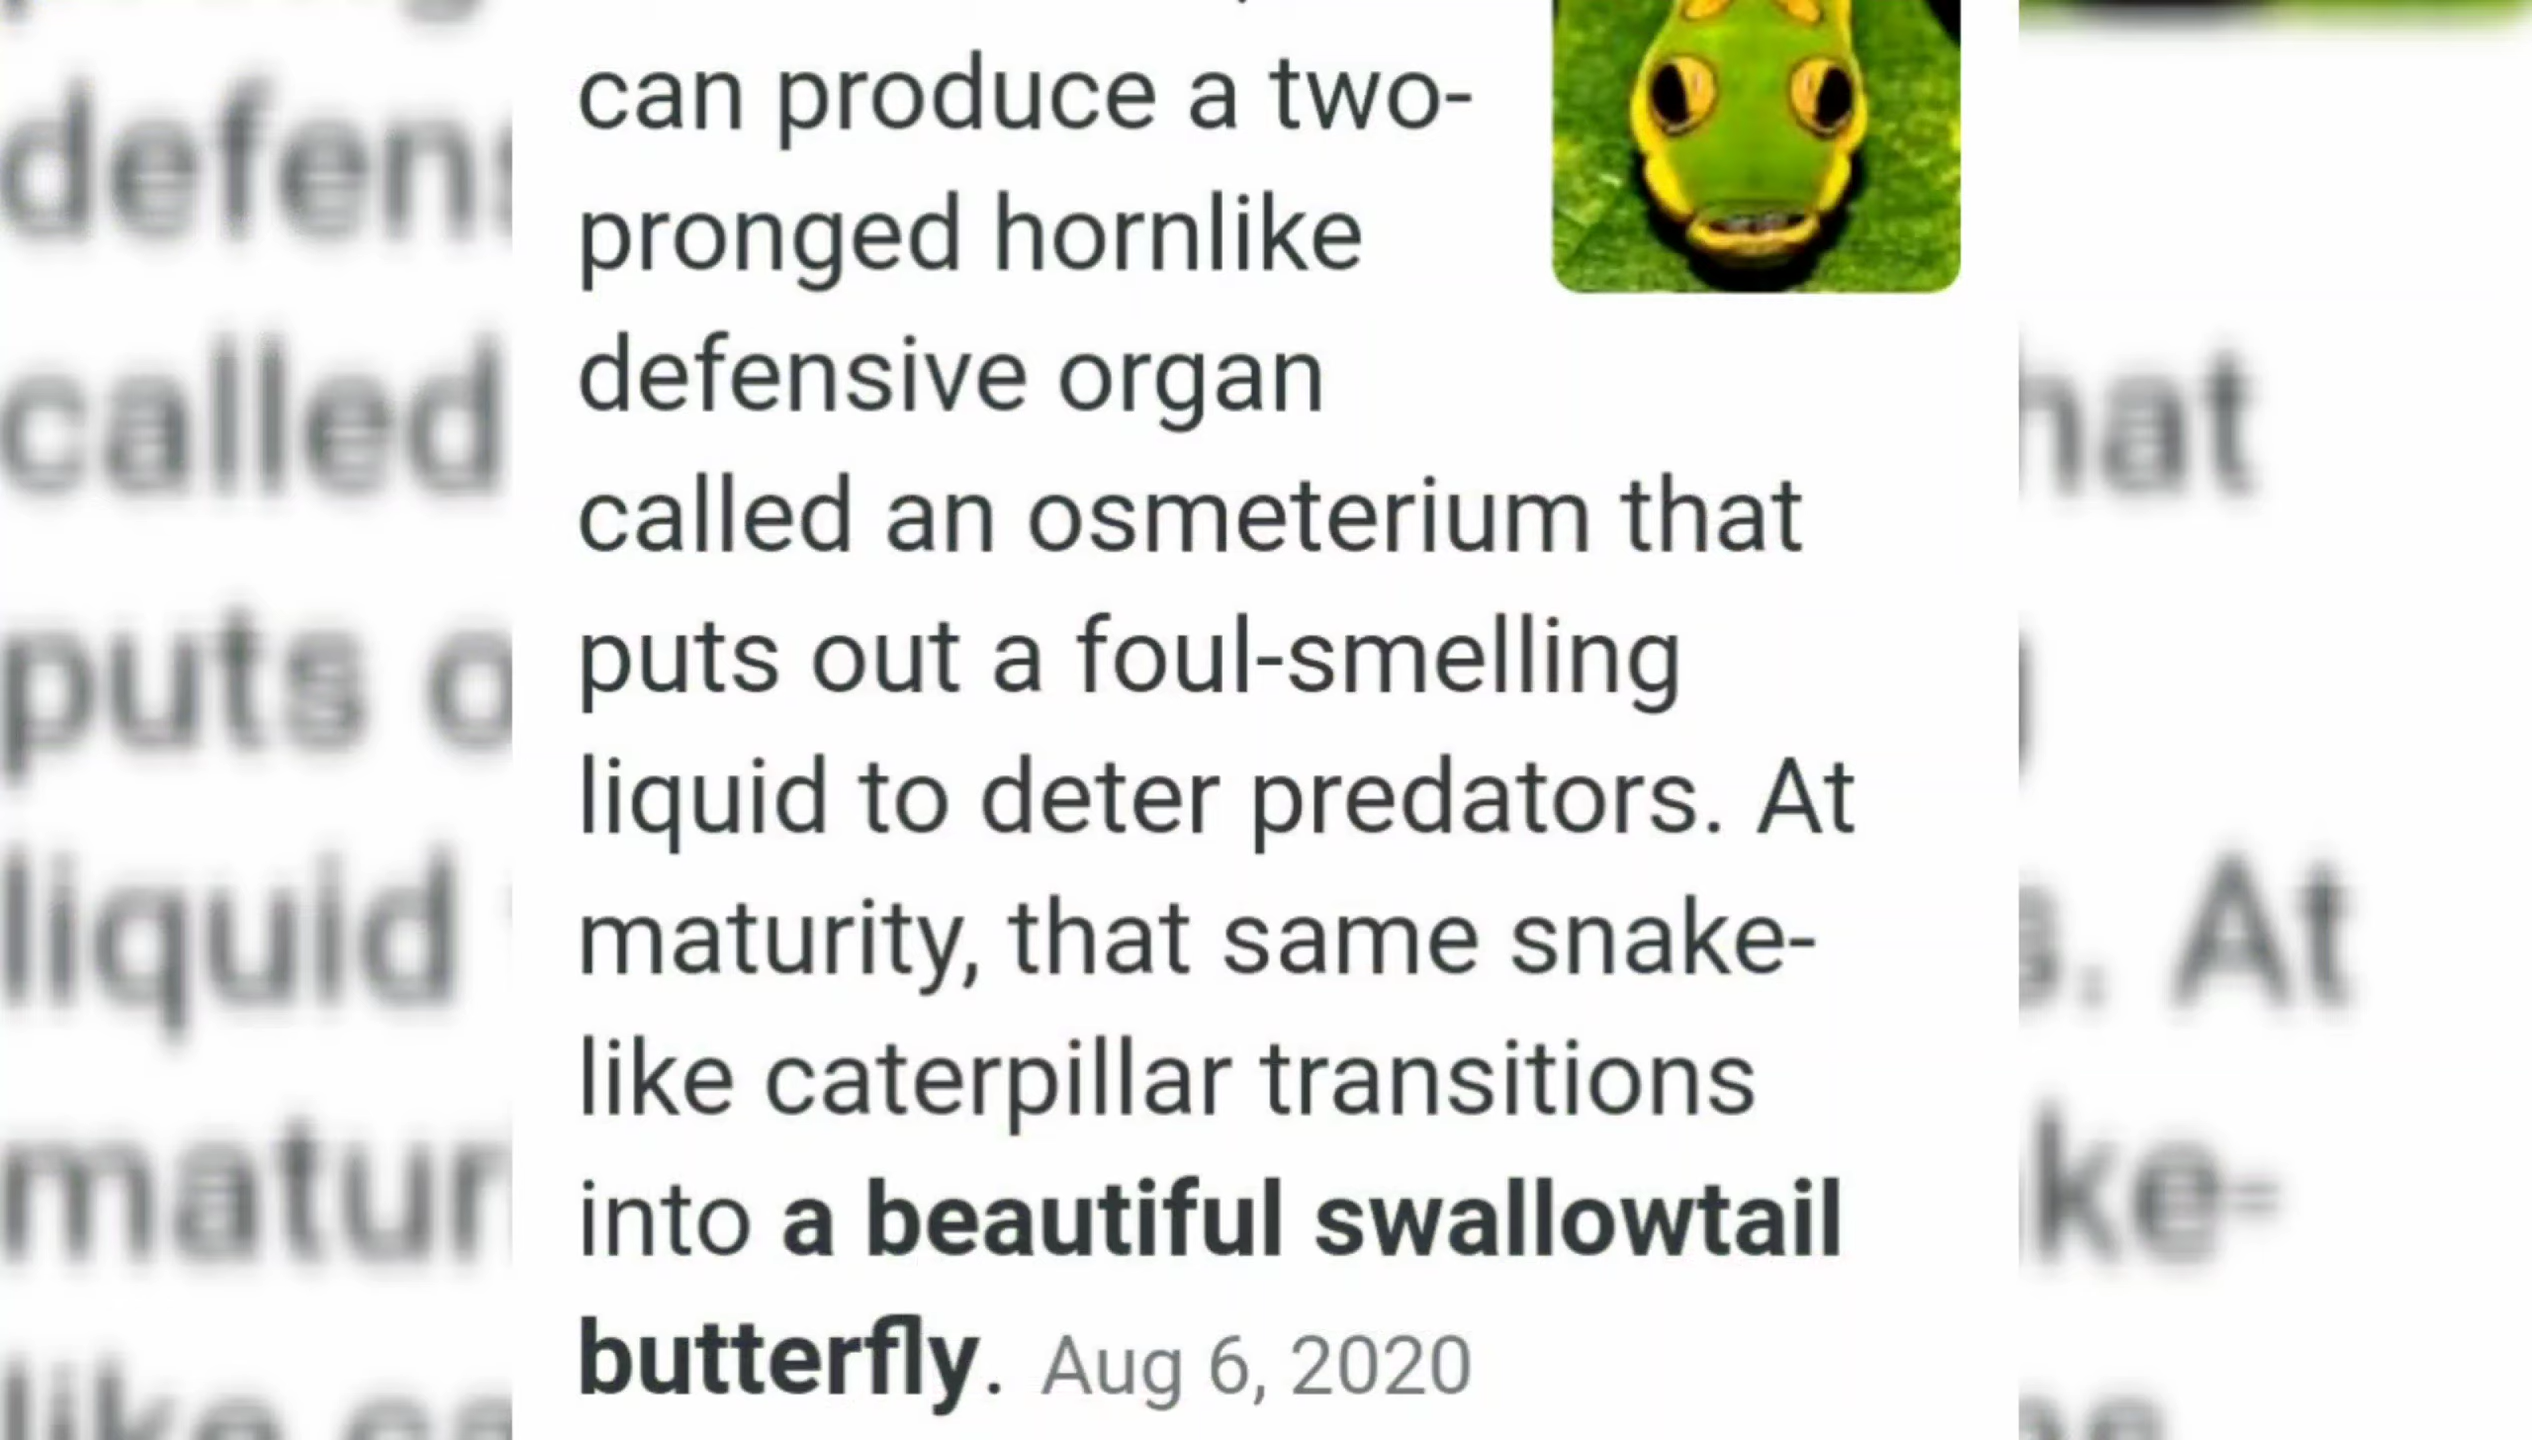 can produce a two-
pronged hornlike
defensive organ
called an osmeterium that
puts out a foul-smelling
liquid to deter predators. At
maturity, that same snake-
like caterpillar transitions
into a beautiful swallowtail
butterfly. Aug 6, 2020